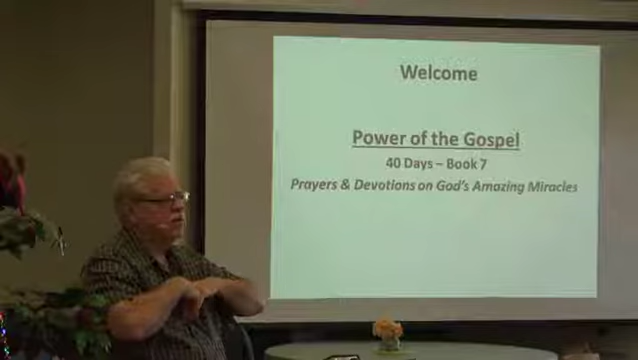 Welcome
Power of the Gospel
40 Days – Book 7
Prayers & Devotions on God's Amazing Miracles